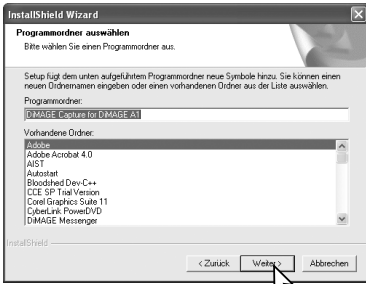 InstallShield Wizard
Programmordner auswählen
Bitte wählen Sie einen Programmordner aus.
Setup fügt dem unten aufgeführtem Programmordner neue Symbole hinzu. Sie können einen
neuen Ordnernamen eingeben oder einen vorhandenen Ordner aus der Liste auswählen.
Programmordner:
DiMAGE Capture for DiMAGE A1
Vorhandene Ordner:
Adobe
Adobe Acrobat 4.0
AIST
Autostart
Bloodshed Dev-C++
CCE SP Trial Version
Corel Graphics Suite 11
CyberLink PowerDVD
DiMAGE Messenger
InstallShield
< Zurück Weiter > Abbrechen